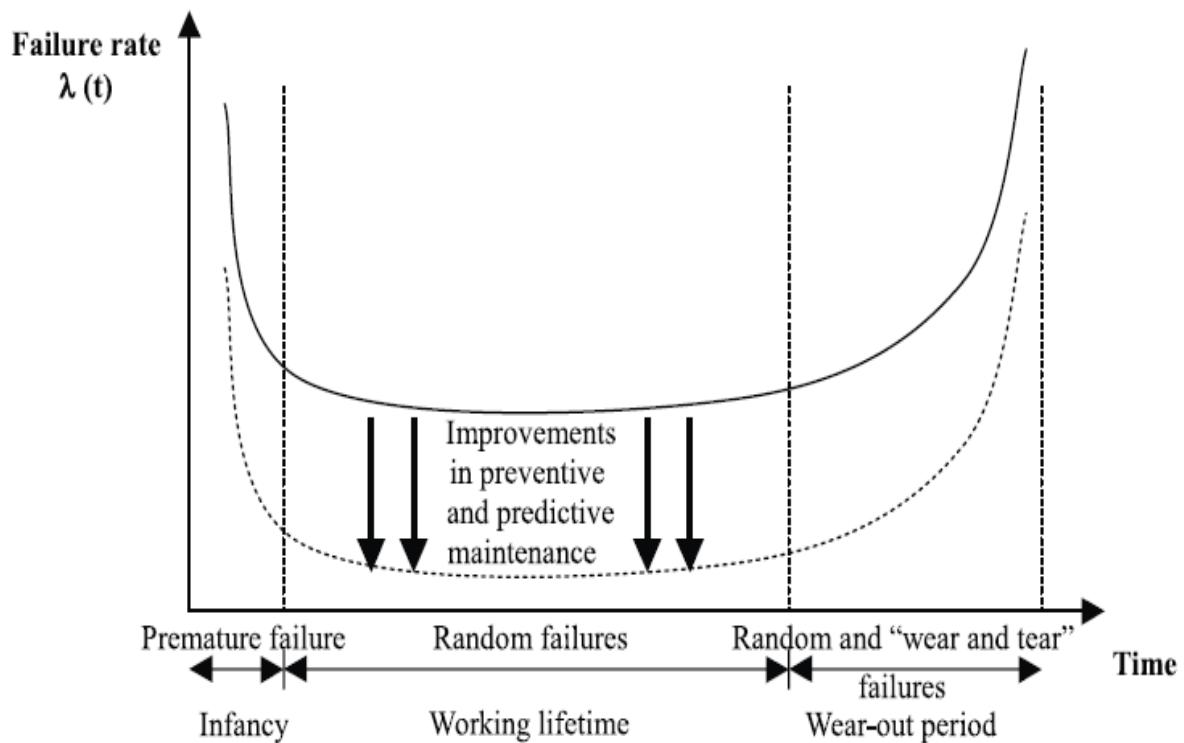 Failure rate
λ (t)
Improvements
in preventive
and predictive
maintenance
Premature failure
Random failures
Random and “wear and tear”
failures
Time
Infancy
Working lifetime
Wear-out period